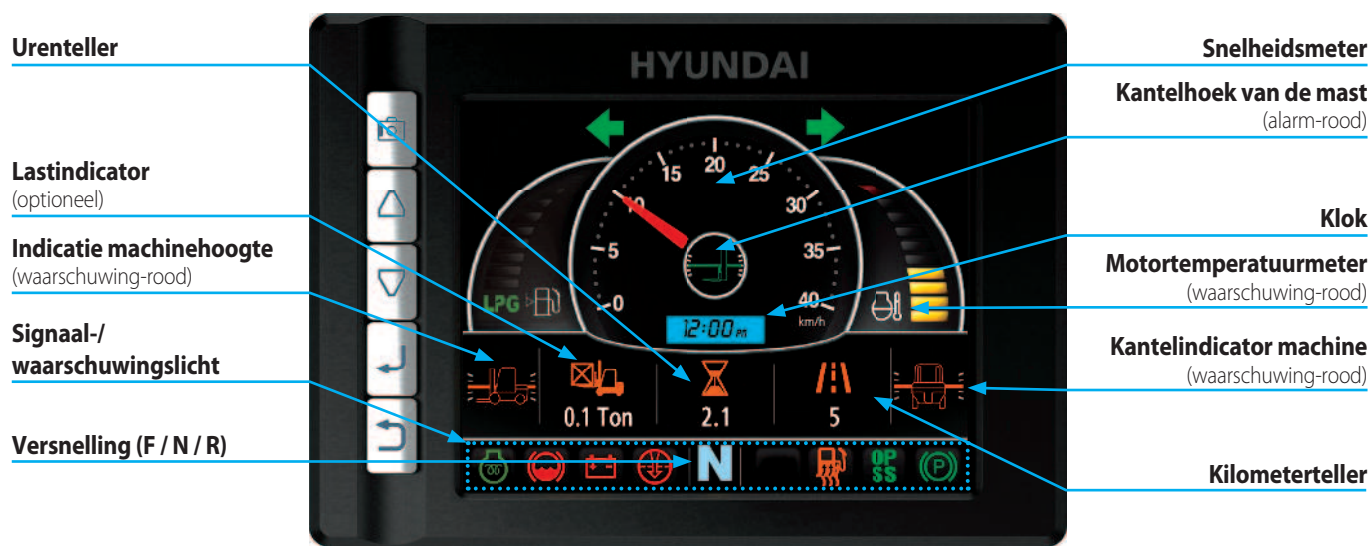 Urenteller
Lastindicator
(optioneel)
Indicatie machinehoogte
(waarschuwing-rood)
Signaal-/
waarschuwingslicht
Versnelling (F / N / R)
HYUNDAI
0
5
10
15
20
25
30
35
40
km/h
LPG
12:00 PM
0.1 Ton
2.1
5
N
OP
SS
P
Snelheidsmeter
Kantelhoek van de mast
(alarm-rood)
Klok
Motortemperatuurmeter
(waarschuwing-rood)
Kantelindicator machine
(waarschuwing-rood)
Kilometerteller